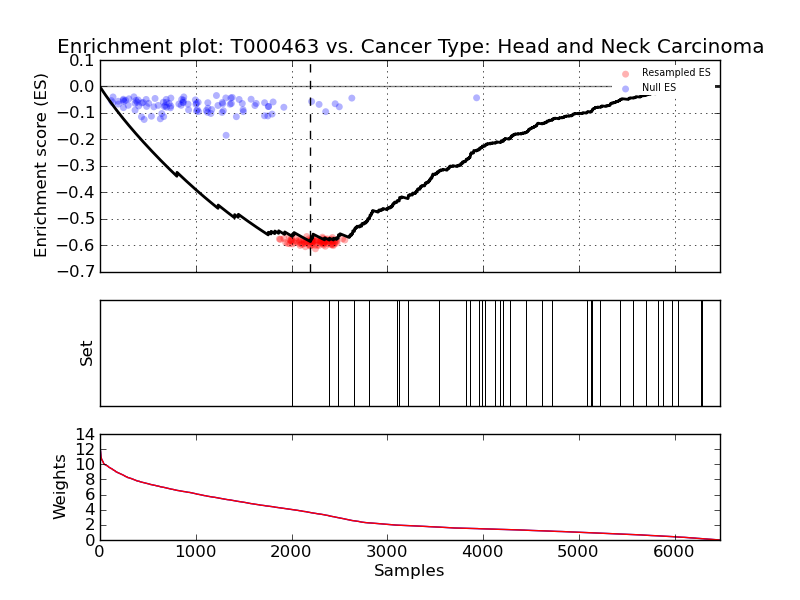 Enrichment plot: T000463 vs. Cancer Type: Head and Neck Carcinoma
Enrichment score (ES)
0.1
0.0
−0.1
−0.2
−0.3
−0.4
−0.5
−0.6
−0.7
Resampled ES
Null ES
Set
Weights
14
12
10
8
6
4
2
0
0 1000 2000 3000 4000 5000 6000
Samples